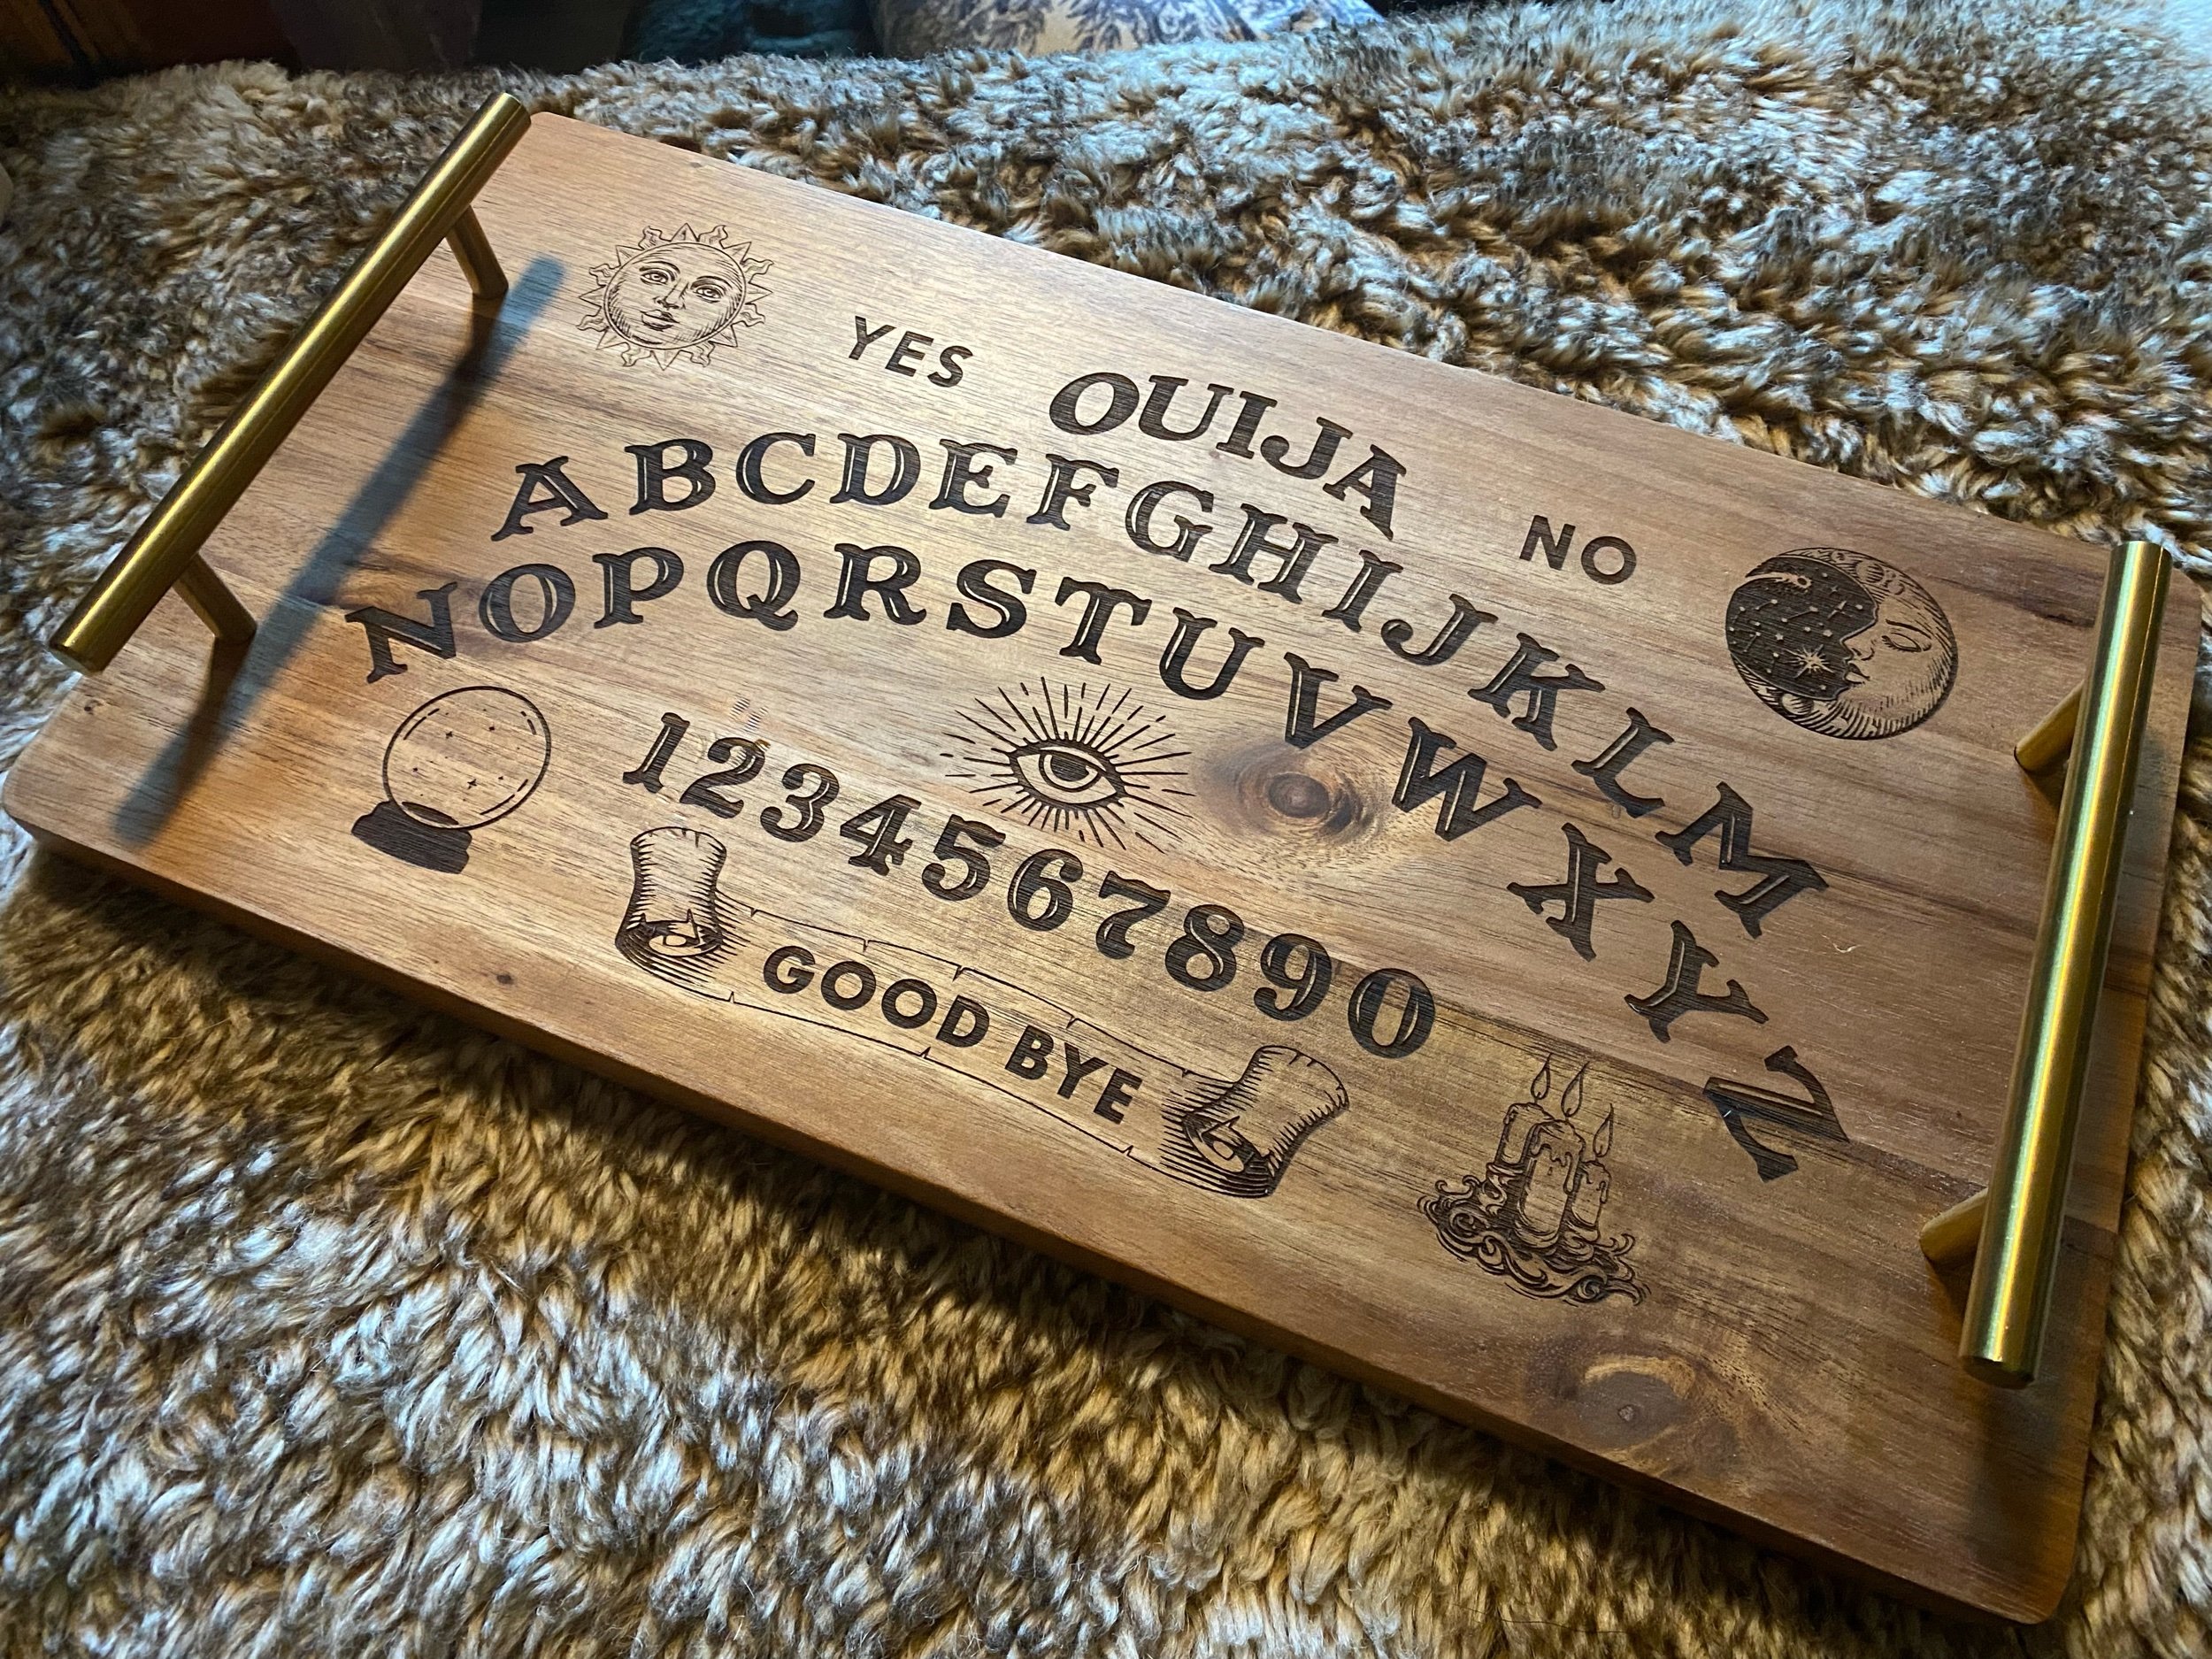 YES OUIJA NO
ABCDEFGHIJKLM
NOPQRSTUVWXYZ
1234567890
GOOD BYE